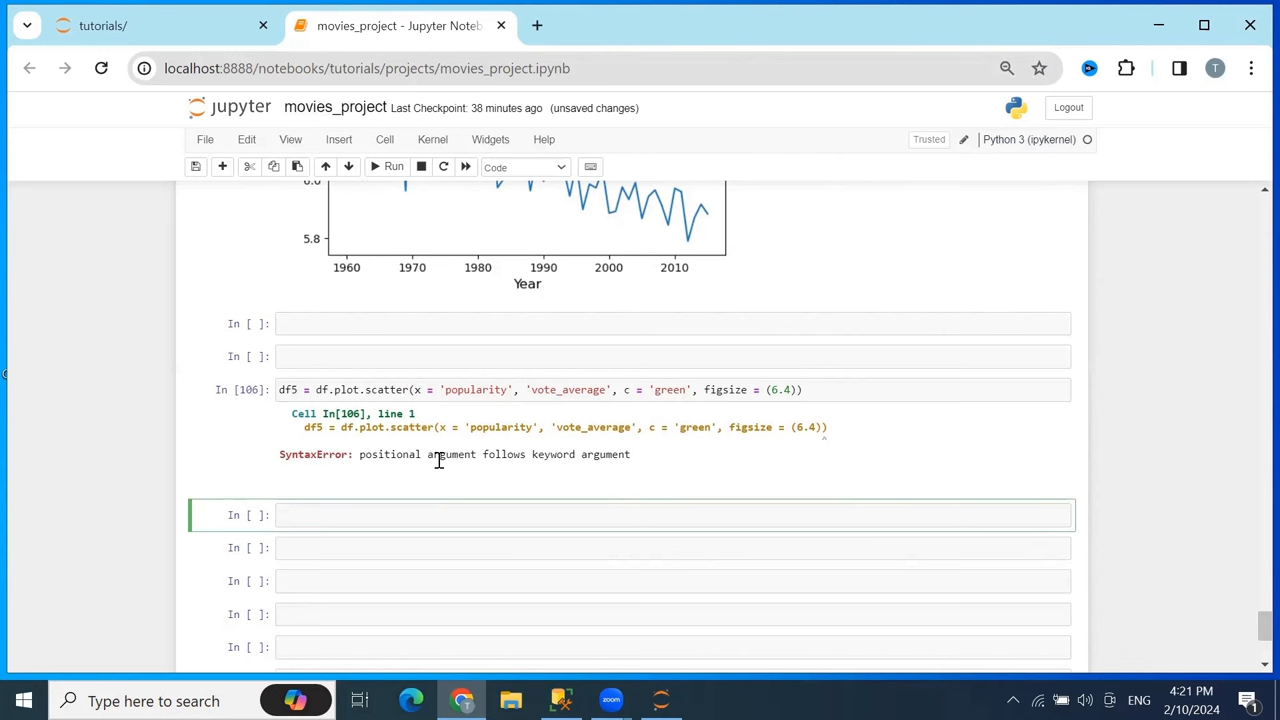 tutorials/
movies_project - Jupyter Noteb
localhost:8888/notebooks/tutorials/projects/movies_project.ipynb
T
jupyter movies_project Last Checkpoint: 38 minutes ago (unsaved changes)
Logout
File Edit View Insert Cell Kernel Widgets Help
Trusted
Python 3 (ipykernel)
Run
Code
5.8
1960 1970 1980 1990 2000 2010
Year
In [ ]:
In [ ]:
In [106]: df5 = df.plot.scatter(x = 'popularity', 'vote_average', c = 'green', figsize = (6.4))
Cell In[106], line 1
df5 = df.plot.scatter(x = 'popularity', 'vote_average', c = 'green', figsize = (6.4))
^
SyntaxError: positional argument follows keyword argument
In [ ]:
In [ ]:
In [ ]:
In [ ]:
In [ ]:
Type here to search
T
zoom
ENG
4:21 PM
2/10/2024
1